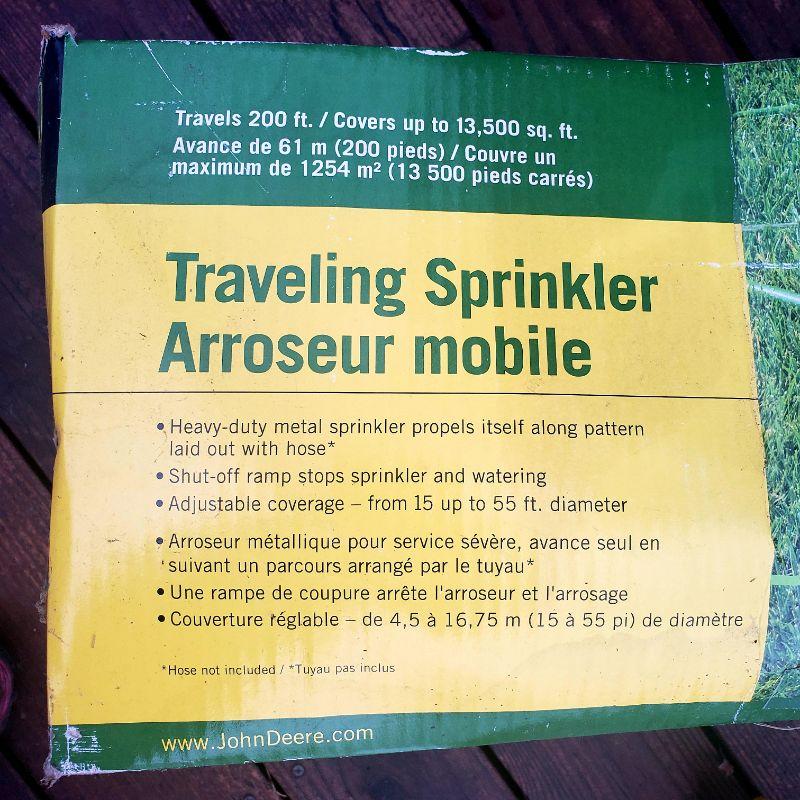 Travels 200 ft. / Covers up to 13,500 sq. ft.
Avance de 61 m (200 pieds) / Couvre un
maximum de 1254 m² (13 500 pieds carrés)
Traveling Sprinkler
Arroseur mobile
• Heavy-duty metal sprinkler propels itself along pattern
laid out with hose*
• Shut-off ramp stops sprinkler and watering
• Adjustable coverage – from 15 up to 55 ft. diameter
• Arroseur métallique pour service sévère, avance seul en
suivant un parcours arrangé par le tuyau*
• Une rampe de coupure arrête l'arroseur et l'arrosage
• Couverture réglable – de 4,5 à 16,75 m (15 à 55 pi) de diamètre
*Hose not included / *Tuyau pas inclus
www.JohnDeere.com